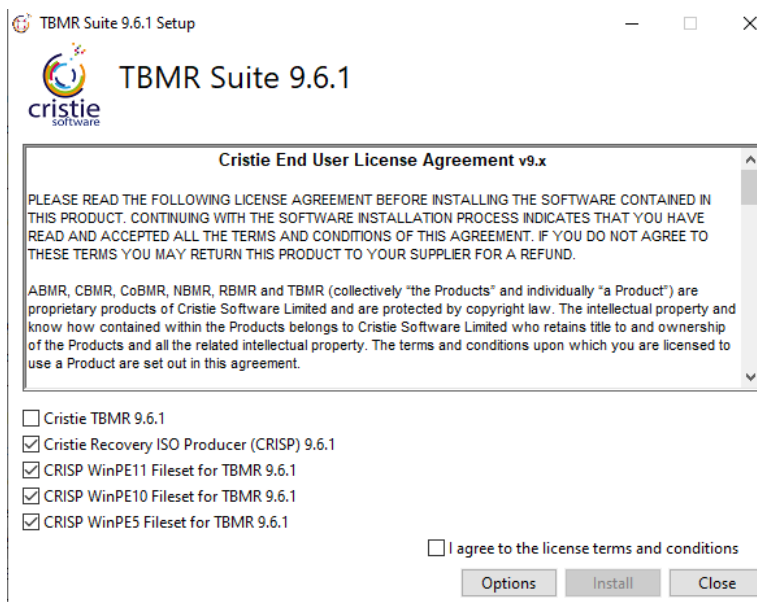 TBMR Suite 9.6.1 Setup
TBMR Suite 9.6.1
cristie
software
Cristie End User License Agreement v9.x
PLEASE READ THE FOLLOWING LICENSE AGREEMENT BEFORE INSTALLING THE SOFTWARE CONTAINED IN
THIS PRODUCT. CONTINUING WITH THE SOFTWARE INSTALLATION PROCESS INDICATES THAT YOU HAVE
READ AND ACCEPTED ALL THE TERMS AND CONDITIONS OF THIS AGREEMENT. IF YOU DO NOT AGREE TO
THESE TERMS YOU MAY RETURN THIS PRODUCT TO YOUR SUPPLIER FOR A REFUND.
ABMR, CBMR, CoBMR, NBMR, RBMR and TBMR (collectively “the Products” and individually “a Product”) are
proprietary products of Cristie Software Limited and are protected by copyright law. The intellectual property and
know how contained within the Products belongs to Cristie Software Limited who retains title to and ownership
of the Products and all the related intellectual property. The terms and conditions upon which you are licensed to
use a Product are set out in this agreement.
Cristie TBMR 9.6.1
Cristie Recovery ISO Producer (CRISP) 9.6.1
CRISP WinPE11 Fileset for TBMR 9.6.1
CRISP WinPE10 Fileset for TBMR 9.6.1
CRISP WinPE5 Fileset for TBMR 9.6.1
I agree to the license terms and conditions
Options Install Close